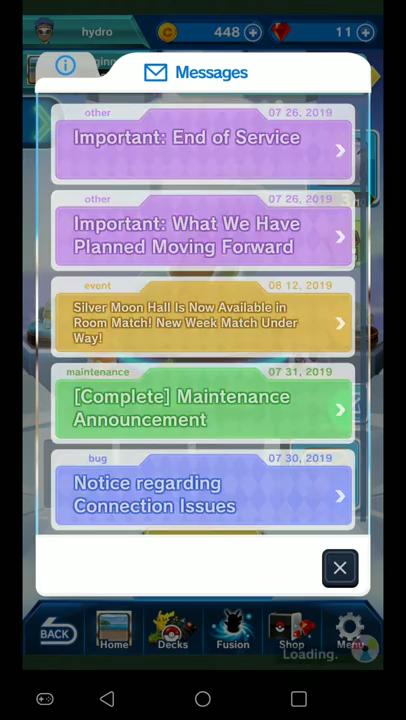 hydro
448
11
Messages
other
07 26, 2019
Important: End of Service
other
07 26, 2019
Important: What We Have
Planned Moving Forward
event
08 12, 2019
Silver Moon Hall Is Now Available in
Room Match! New Week Match Under
Way!
maintenance
07 31, 2019
[Complete] Maintenance
Announcement
bug
07 30, 2019
Notice regarding
Connection Issues
BACK
Home
Decks
Fusion
Shop
Menu
Loading.